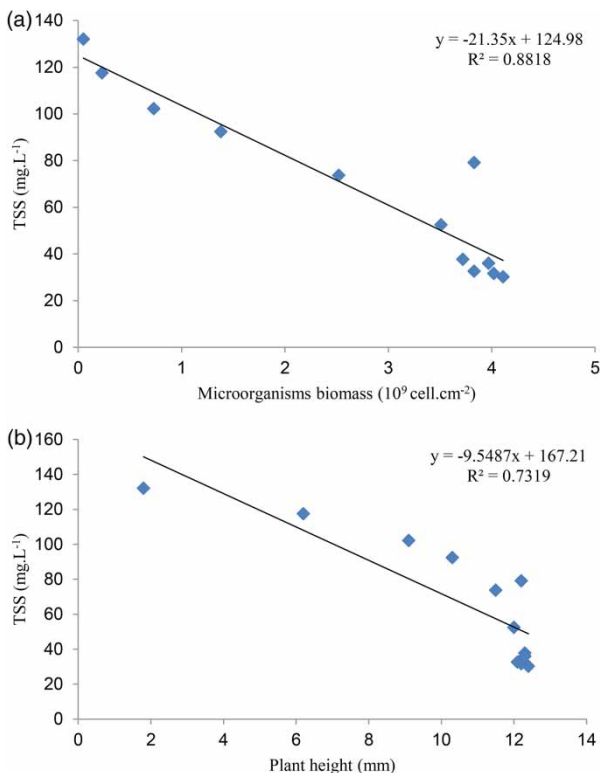 (a)
140
y = -21.35x + 124.98
R² = 0.8818
120
100
80
60
40
20
0
TSS (mg.L⁻¹)
0 1 2 3 4 5
Microorganisms biomass (10⁹ cell.cm⁻²)
(b)
160
y = -9.5487x + 167.21
R² = 0.7319
140
120
100
80
60
40
20
0
TSS (mg.L⁻¹)
0 2 4 6 8 10 12 14
Plant height (mm)